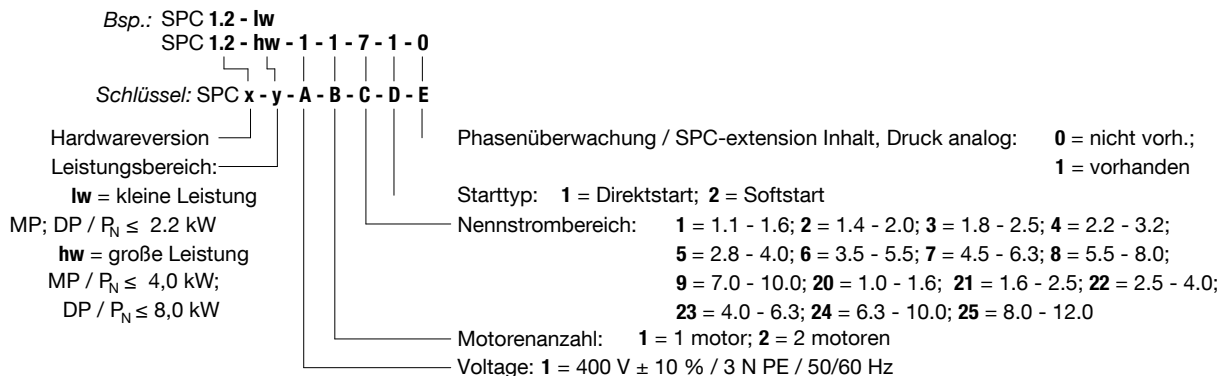 Bsp.: SPC 1.2 - lw
SPC 1.2 - hw - 1 - 1 - 7 - 1 - 0
Schlüssel: SPC x - y - A - B - C - D - E
Hardwareversion
Leistungsbereich:
lw = kleine Leistung
MP; DP / PN ≤ 2.2 kW
hw = große Leistung
MP / PN ≤ 4,0 kW;
DP / PN ≤ 8,0 kW
Phasenüberwachung / SPC-extension Inhalt, Druck analog: 0 = nicht vorh.;
1 = vorhanden
Starttyp: 1 = Direktstart; 2 = Softstart
Nennstrombereich: 1 = 1.1 - 1.6; 2 = 1.4 - 2.0; 3 = 1.8 - 2.5; 4 = 2.2 - 3.2;
5 = 2.8 - 4.0; 6 = 3.5 - 5.5; 7 = 4.5 - 6.3; 8 = 5.5 - 8.0;
9 = 7.0 - 10.0; 20 = 1.0 - 1.6; 21 = 1.6 - 2.5; 22 = 2.5 - 4.0;
23 = 4.0 - 6.3; 24 = 6.3 - 10.0; 25 = 8.0 - 12.0
Motorenanzahl: 1 = 1 motor; 2 = 2 motoren
Voltage: 1 = 400 V ± 10 % / 3 N PE / 50/60 Hz